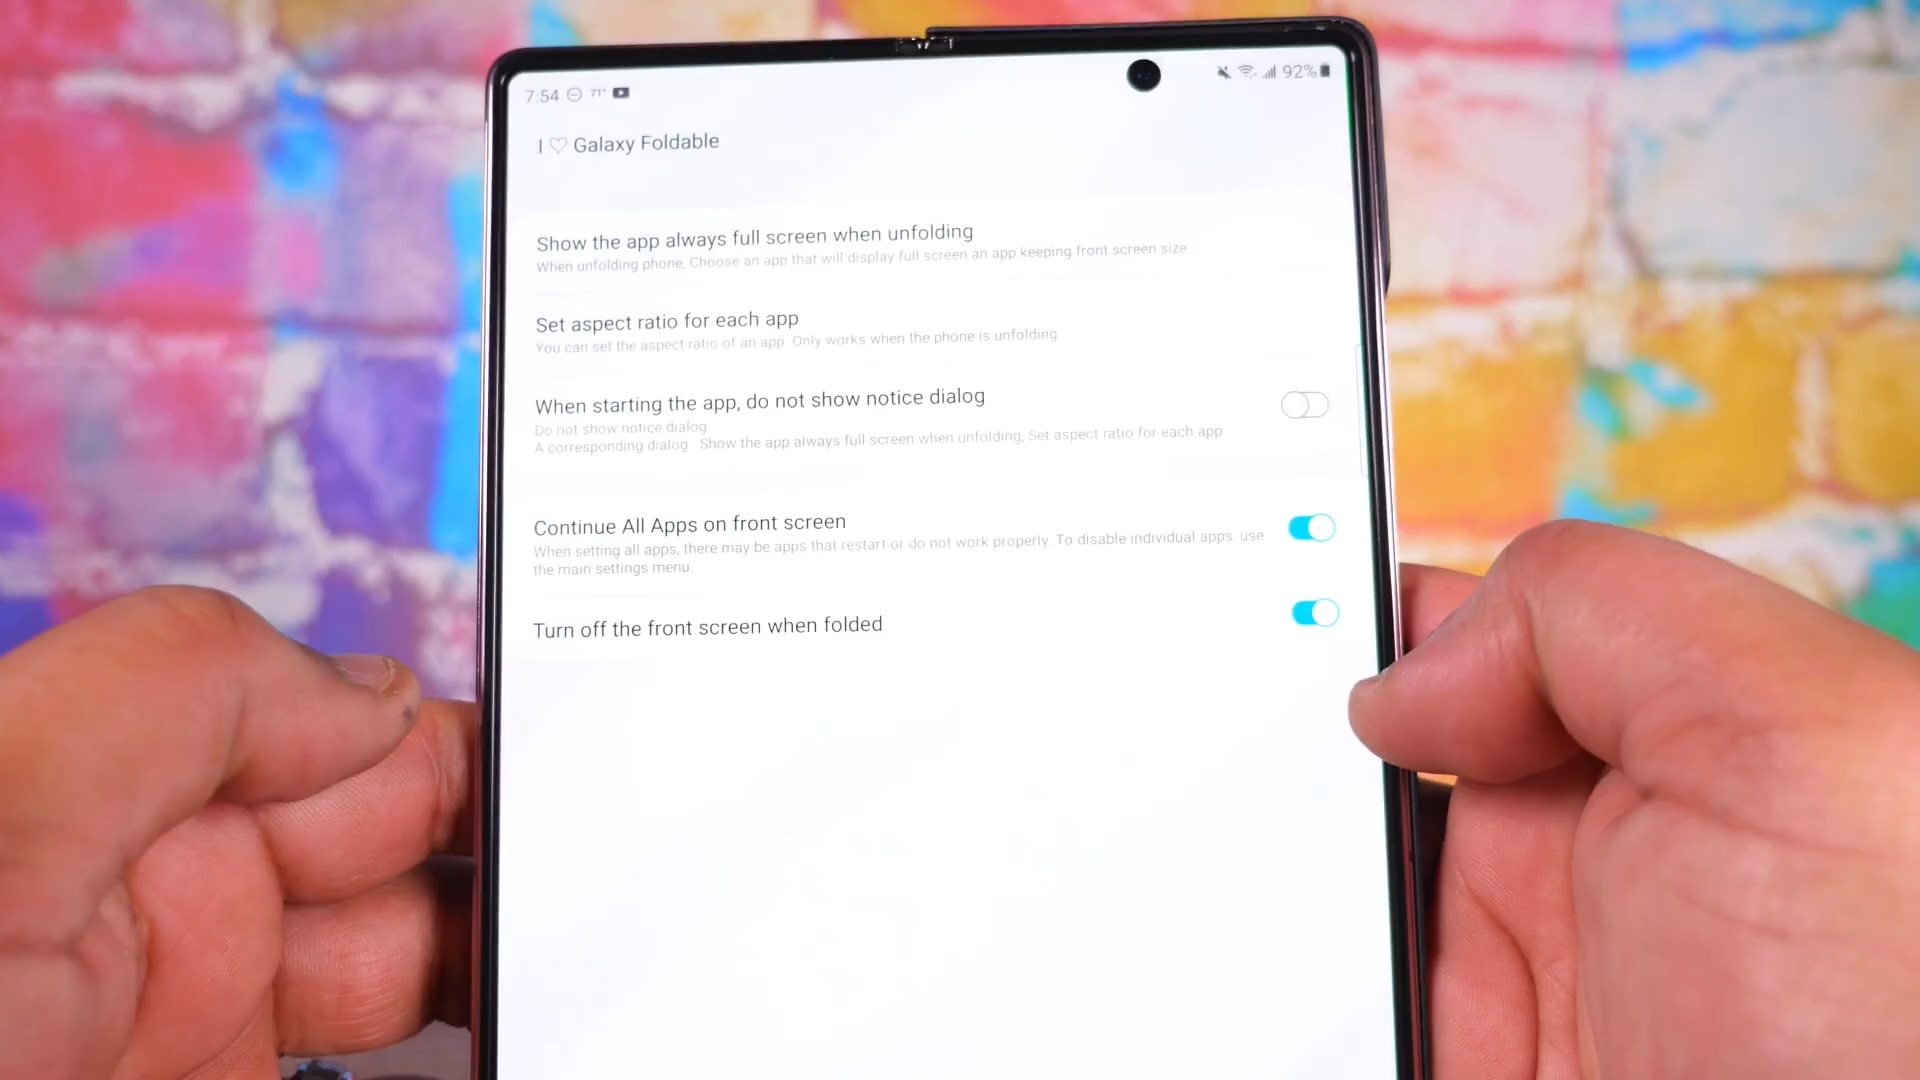 7:54 71° 92%
I ♡ Galaxy Foldable
Show the app always full screen when unfolding
When unfolding phone, Choose an app that will display full screen an app keeping front screen size
Set aspect ratio for each app
You can set the aspect ratio of an app Only works when the phone is unfolding
When starting the app, do not show notice dialog
Do not show notice dialog
A corresponding dialog Show the app always full screen when unfolding, Set aspect ratio for each app
Continue All Apps on front screen
When setting all apps, there may be apps that restart or do not work properly. To disable individual apps, use
the main settings menu.
Turn off the front screen when folded